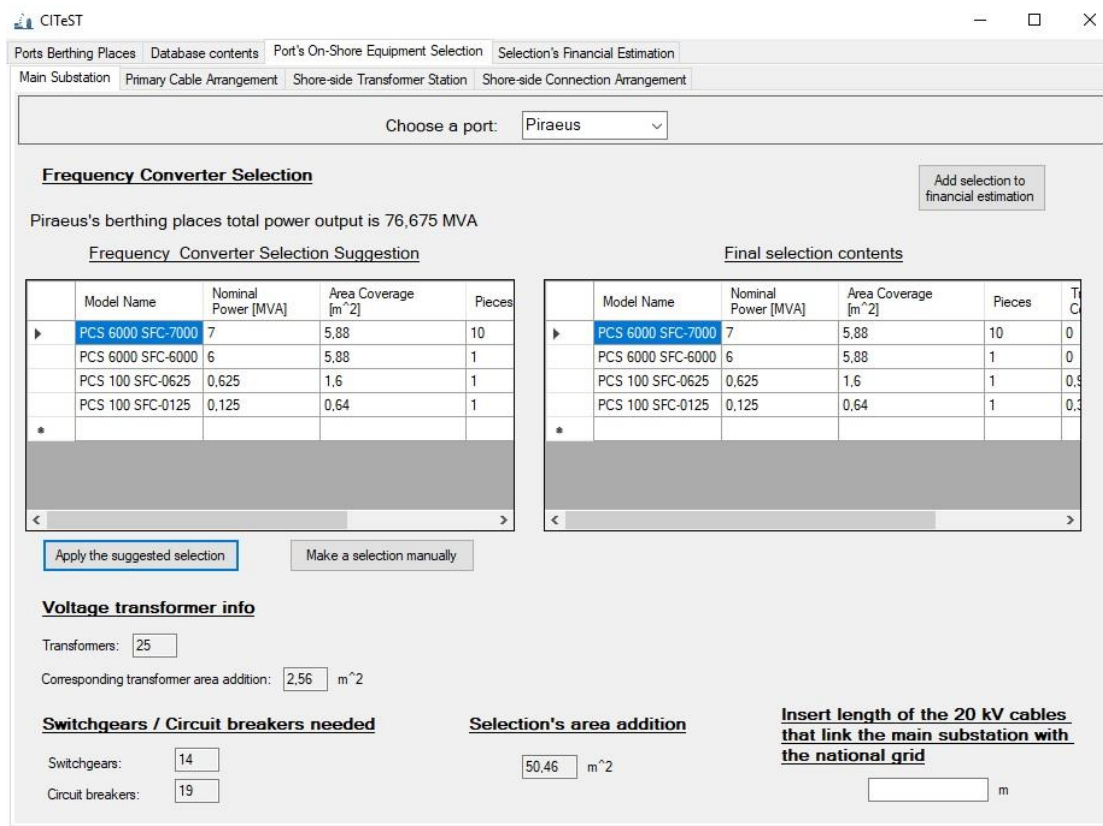 CITeST
Ports Berthing Places Database contents Port's On-Shore Equipment Selection Selection's Financial Estimation
Main Substation Primary Cable Arrangement Shore-side Transformer Station Shore-side Connection Arrangement
Choose a port: Piraeus
Frequency Converter Selection
Add selection to
financial estimation
Piraeus's berthing places total power output is 76,675 MVA
Frequency Converter Selection Suggestion
Model Name Nominal Power [MVA] Area Coverage [m^2] Pieces
PCS 6000 SFC-7000 7 5,88 10
PCS 6000 SFC-6000 6 5,88 1
PCS 100 SFC-0625 0,625 1,6 1
PCS 100 SFC-0125 0,125 0,64 1
Final selection contents
Model Name Nominal Power [MVA] Area Coverage [m^2] Pieces
PCS 6000 SFC-7000 7 5,88 10 0
PCS 6000 SFC-6000 6 5,88 1 0
PCS 100 SFC-0625 0,625 1,6 1
PCS 100 SFC-0125 0,125 0,64 1
Apply the suggested selection Make a selection manually
Voltage transformer info
Transformers: 25
Corresponding transformer area addition: 2,56 m^2
Switchgears / Circuit breakers needed
Switchgears: 14
Circuit breakers: 19
Selection's area addition
50,46 m^2
Insert length of the 20 kV cables
that link the main substation with
the national grid
m